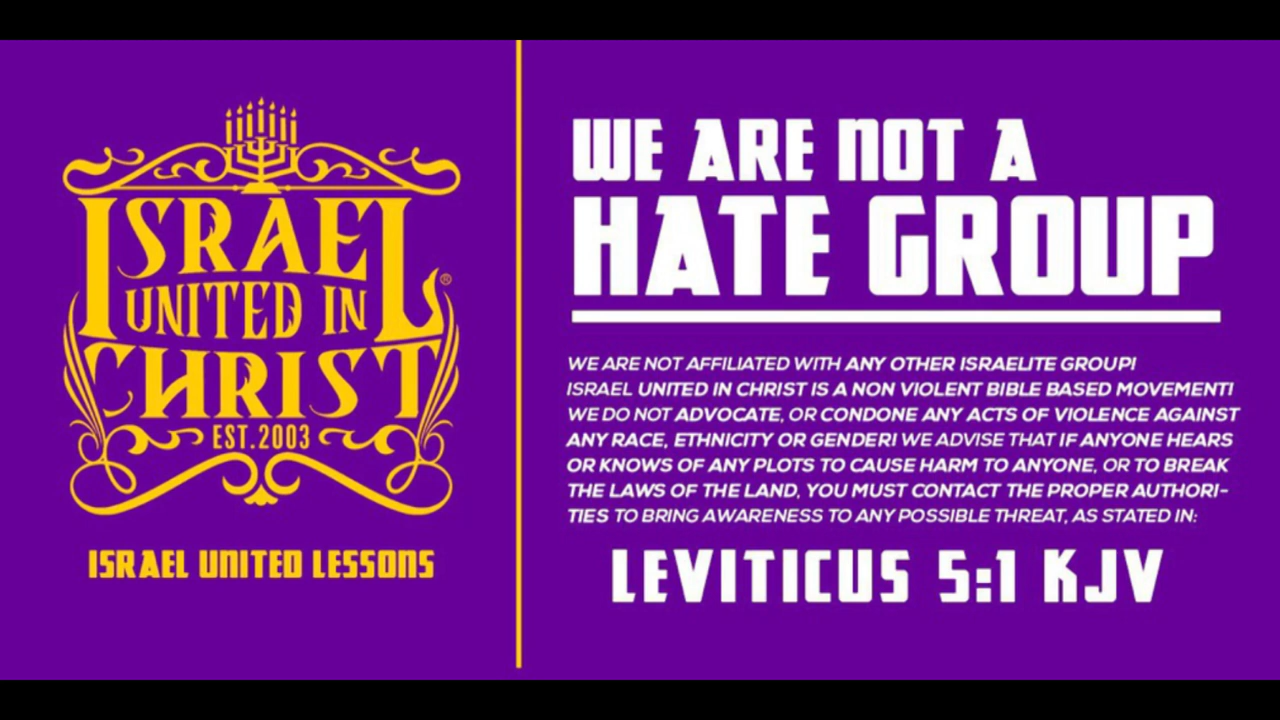 ISRAEL
UNITED IN
CHRIST
®
EST. 2003
ISRAEL UNITED LESSONS
WE ARE NOT A
HATE GROUP
WE ARE NOT AFFILIATED WITH ANY OTHER ISRAELITE GROUP!
ISRAEL UNITED IN CHRIST IS A NON VIOLENT BIBLE BASED MOVEMENT!
WE DO NOT ADVOCATE, OR CONDONE ANY ACTS OF VIOLENCE AGAINST
ANY RACE, ETHNICITY OR GENDER! WE ADVISE THAT IF ANYONE HEARS
OR KNOWS OF ANY PLOTS TO CAUSE HARM TO ANYONE, OR TO BREAK
THE LAWS OF THE LAND, YOU MUST CONTACT THE PROPER AUTHORI-
TIES TO BRING AWARENESS TO ANY POSSIBLE THREAT, AS STATED IN:
LEVITICUS 5:1 KJV